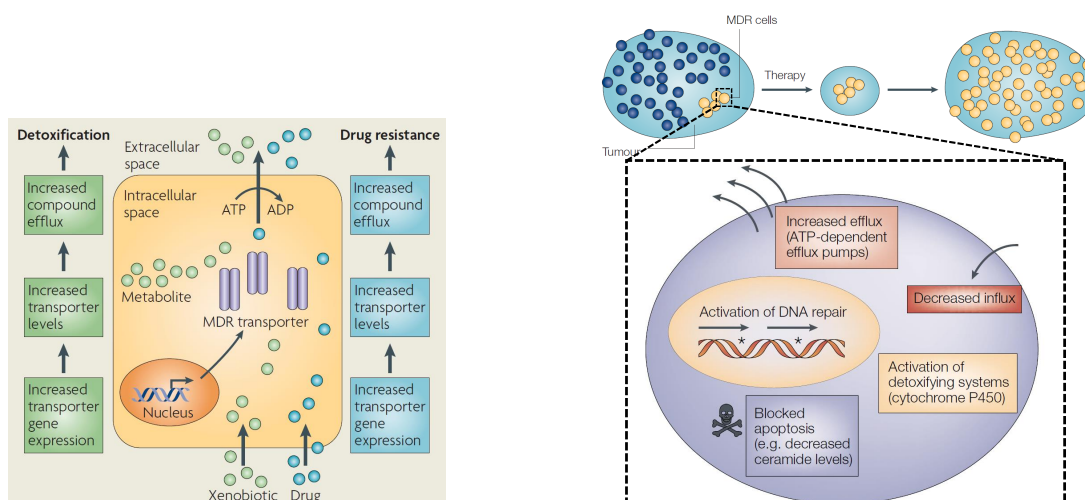 Detoxification
Drug resistance
Extracellular
space
Increased
compound
efflux
Increased
transporter
levels
Increased
transporter
gene
expression
Intracellular
space
ATP
ADP
Metabolite
MDR transporter
Nucleus
Xenobiotic
Drug
Increased
compound
efflux
Increased
transporter
levels
Increased
transporter
gene
expression
MDR cells
Therapy
Tumour
Increased efflux
(ATP-dependent
efflux pumps)
Decreased influx
Activation of DNA repair
* *
Activation of
detoxifying systems
(cytochrome P450)
Blocked
apoptosis
(e.g. decreased
ceramide levels)